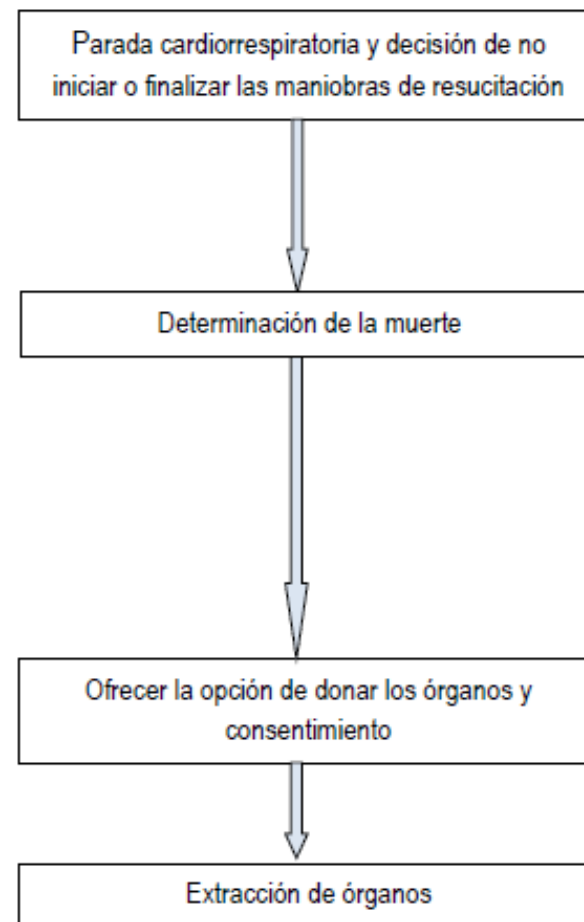 Parada cardiorrespiratoria y decisión de no
iniciar o finalizar las maniobras de resucitación
Determinación de la muerte
Ofrecer la opción de donar los órganos y
consentimiento
Extracción de órganos